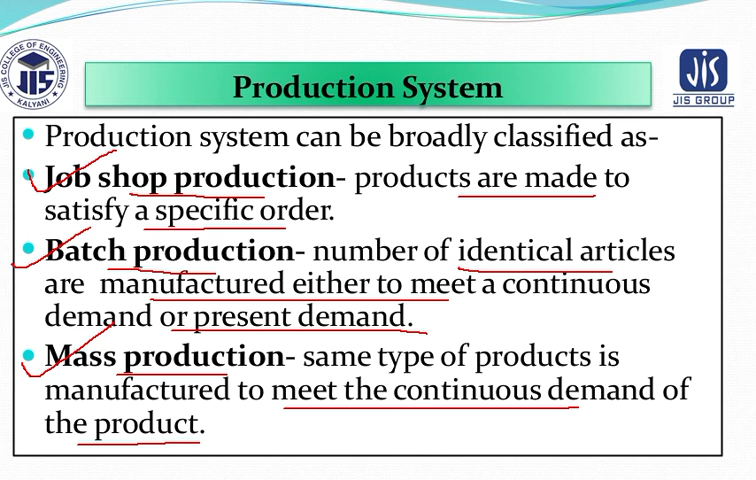 JIS COLLEGE OF ENGINEERING
JIS
KALYANI
JIS
JIS GROUP
Production System
• Production system can be broadly classified as-
• Job shop production- products are made to
satisfy a specific order.
• Batch production- number of identical articles
are manufactured either to meet a continuous
demand or present demand.
• Mass production- same type of products is
manufactured to meet the continuous demand of
the product.